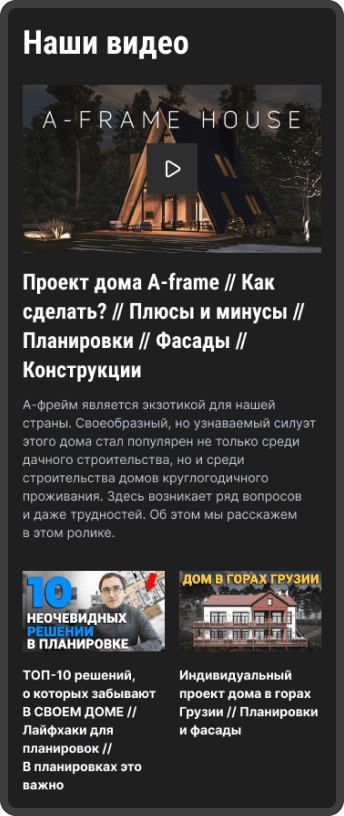 Наши видео
A-FRAME HOUSE
Проект дома A-frame // Как
сделать? // Плюсы и минусы //
Планировки // Фасады //
Конструкции
А-фрейм является экзотикой для нашей
страны. Своеобразный, но узнаваемый силуэт
этого дома стал популярен не только среди
дачного строительства, но и среди
строительства домов круглогодичного
проживания. Здесь возникает ряд вопросов
и даже трудностей. Об этом мы расскажем
в этом ролике.
10
НЕОЧЕВИДНЫХ
РЕШЕНИЙ
В ПЛАНИРОВКЕ
ТОП-10 решений,
о которых забывают
В СВОЕМ ДОМЕ //
Лайфхаки для
планировок //
В планировках это
важно
ДОМ В ГОРАХ ГРУЗИИ
Индивидуальный
проект дома в горах
Грузии // Планировки
и фасады